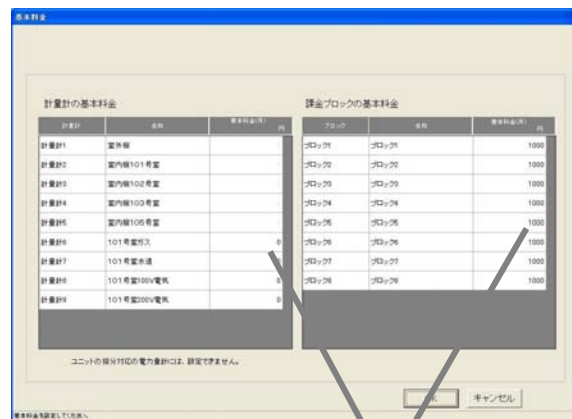 基本料金
計量計の基本料金
計量計 名称 基本料金(月) 円
計量計1 室外機
計量計2 室内機101号室
計量計3 室内機102号室
計量計4 室内機103号室
計量計5 室内機105号室
計量計6 101号室ガス 0
計量計7 101号室水道
計量計8 101号室100V電気 0
計量計9 101号室200V電気 0
ユニットの按分対応の電力量計には、設定できません。
課金ブロックの基本料金
ブロック 名称 基本料金(月) 円
ブロック1 ブロック1 1000
ブロック2 ブロック2 1000
ブロック3 ブロック3 1000
ブロック4 ブロック4 1000
ブロック5 ブロック5 1000
ブロック6 ブロック6 1000
ブロック7 ブロック7 1000
ブロック8 ブロック8 1000
キャンセル
基本料金を設定してください。